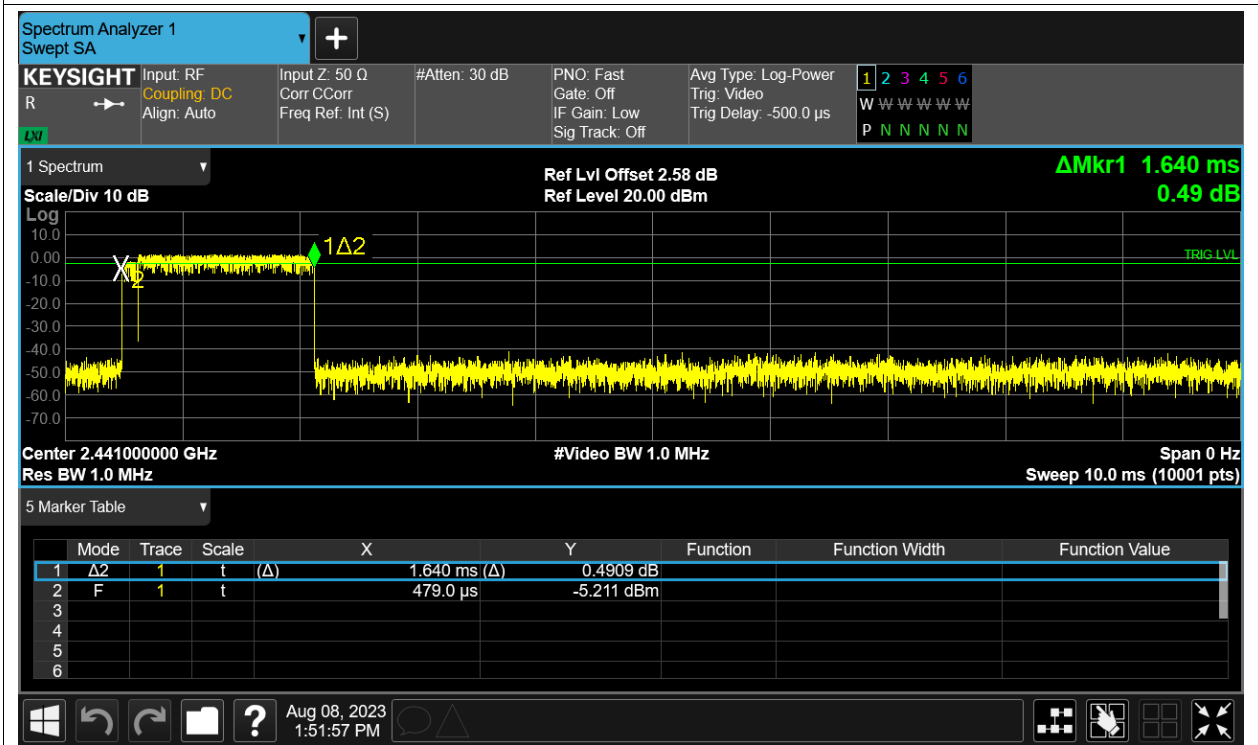 Spectrum Analyzer 1
Swept SA
+
KEYSIGHT Input: RF Input Z: 50 Ω #Atten: 30 dB PNO: Fast Avg Type: Log-Power 1 2 3 4 5 6
R Coupling: DC Corr CCorr Gate: Off Trig: Video W W W W W W
Align: Auto Freq Ref: Int (S) IF Gain: Low Trig Delay: -500.0 µs
LXI Sig Track: Off P N N N N N
1 Spectrum Ref Lvl Offset 2.58 dB ΔMkr1 1.640 ms
Scale/Div 10 dB Ref Level 20.00 dBm 0.49 dB
Log
10.0 1Δ2
0.00 TRIG LVL
-10.0 X2
-20.0
-30.0
-40.0
-50.0
-60.0
-70.0
Center 2.441000000 GHz #Video BW 1.0 MHz Span 0 Hz
Res BW 1.0 MHz Sweep 10.0 ms (10001 pts)
5 Marker Table
Mode Trace Scale X Y Function Function Width Function Value
1 Δ2 1 t (Δ) 1.640 ms (Δ) 0.4909 dB
2 F 1 t 479.0 µs -5.211 dBm
3
4
5
6
? Aug 08, 2023
1:51:57 PM